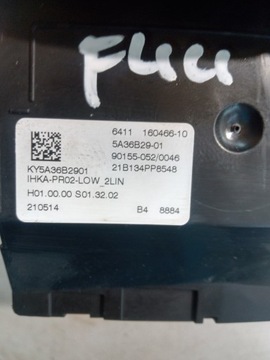 6411 160466-10
5A36B29-01
90155-052/0046
KY5A36B2901 21B134PP8548
IHKA-PR02-LOW_2LIN
H01.00.00 S01.32.02
210514 B4 8884